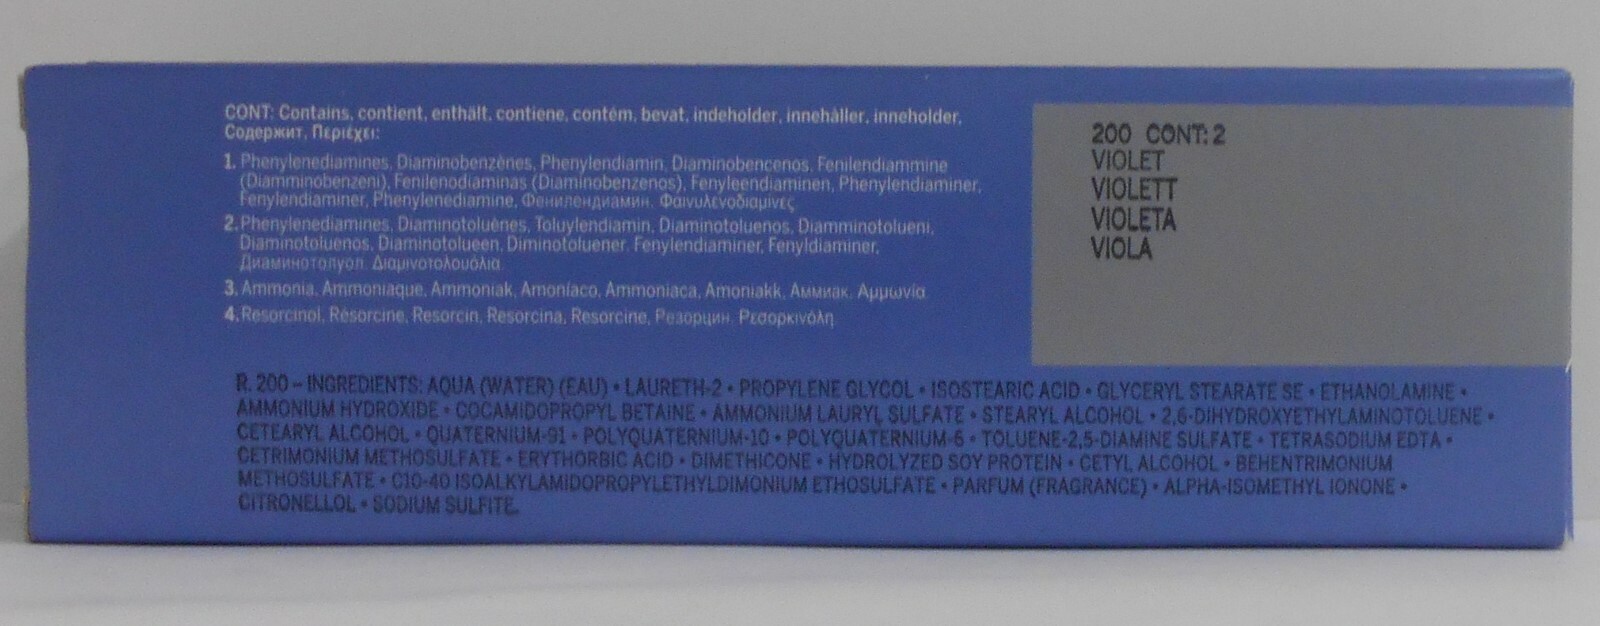 CONT: Contains, contient, enthält, contiene, contém, bevat, indeholder, innehåller, inneholder,
Содержит, Περιέχει:
1. Phenylenediamines, Diaminobenzènes, Phenylendiamin, Diaminobencenos, Fenilendiammine
(Diamminobenzeni), Fenilenodiaminas (Diaminobenzenos), Fenyleendiaminen, Phenylendiaminer,
Fenylendiaminer, Phenylenediamine, Фенилендиамин, Φαινυλενοδιαμίνες
2. Phenylenediamines, Diaminotoluènes, Toluylendiamin, Diaminotoluenos, Diamminotolueni,
Diaminotoluenos, Diaminotolueen, Diminotoluener. Fenylendiaminer, Fenyldiaminer,
Диаминотолуол. Διαμινοτολουόλια
3. Ammonia, Ammoniaque, Ammoniak, Amoníaco, Ammoniaca, Amoniakk, Аммиак, Αμμωνία
4. Resorcinol, Résorcine, Resorcin, Resorcina, Resorcine, Резорцин, Ρεσορκινόλη
200 CONT: 2
VIOLET
VIOLETT
VIOLETA
VIOLA
R. 200 – INGREDIENTS: AQUA (WATER) (EAU) • LAURETH-2 • PROPYLENE GLYCOL • ISOSTEARIC ACID • GLYCERYL STEARATE SE • ETHANOLAMINE •
AMMONIUM HYDROXIDE • COCAMIDOPROPYL BETAINE • AMMONIUM LAURYL SULFATE • STEARYL ALCOHOL • 2,6-DIHYDROXYETHYLAMINOTOLUENE •
CETEARYL ALCOHOL • QUATERNIUM-91 • POLYQUATERNIUM-10 • POLYQUATERNIUM-6 • TOLUENE-2,5-DIAMINE SULFATE • TETRASODIUM EDTA •
CETRIMONIUM METHOSULFATE • ERYTHORBIC ACID • DIMETHICONE • HYDROLYZED SOY PROTEIN • CETYL ALCOHOL • BEHENTRIMONIUM
METHOSULFATE • C10-40 ISOALKYLAMIDOPROPYLETHYLDIMONIUM ETHOSULFATE • PARFUM (FRAGRANCE) • ALPHA-ISOMETHYL IONONE •
CITRONELLOL • SODIUM SULFITE.